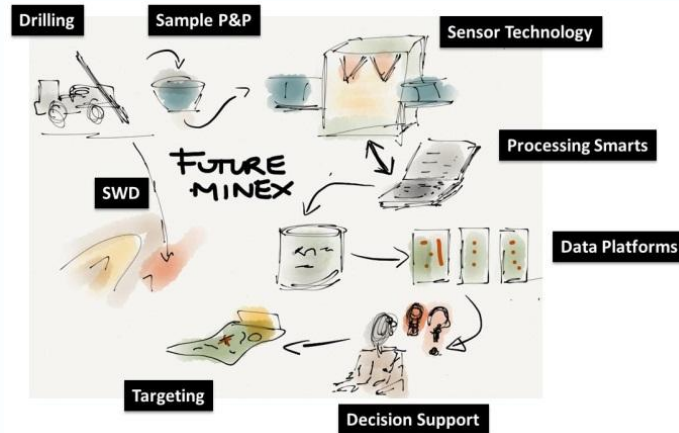 Drilling
Sample P&P
Sensor Technology
Processing Smarts
FUTURE
MINEX
SWD
Data Platforms
Targeting
Decision Support